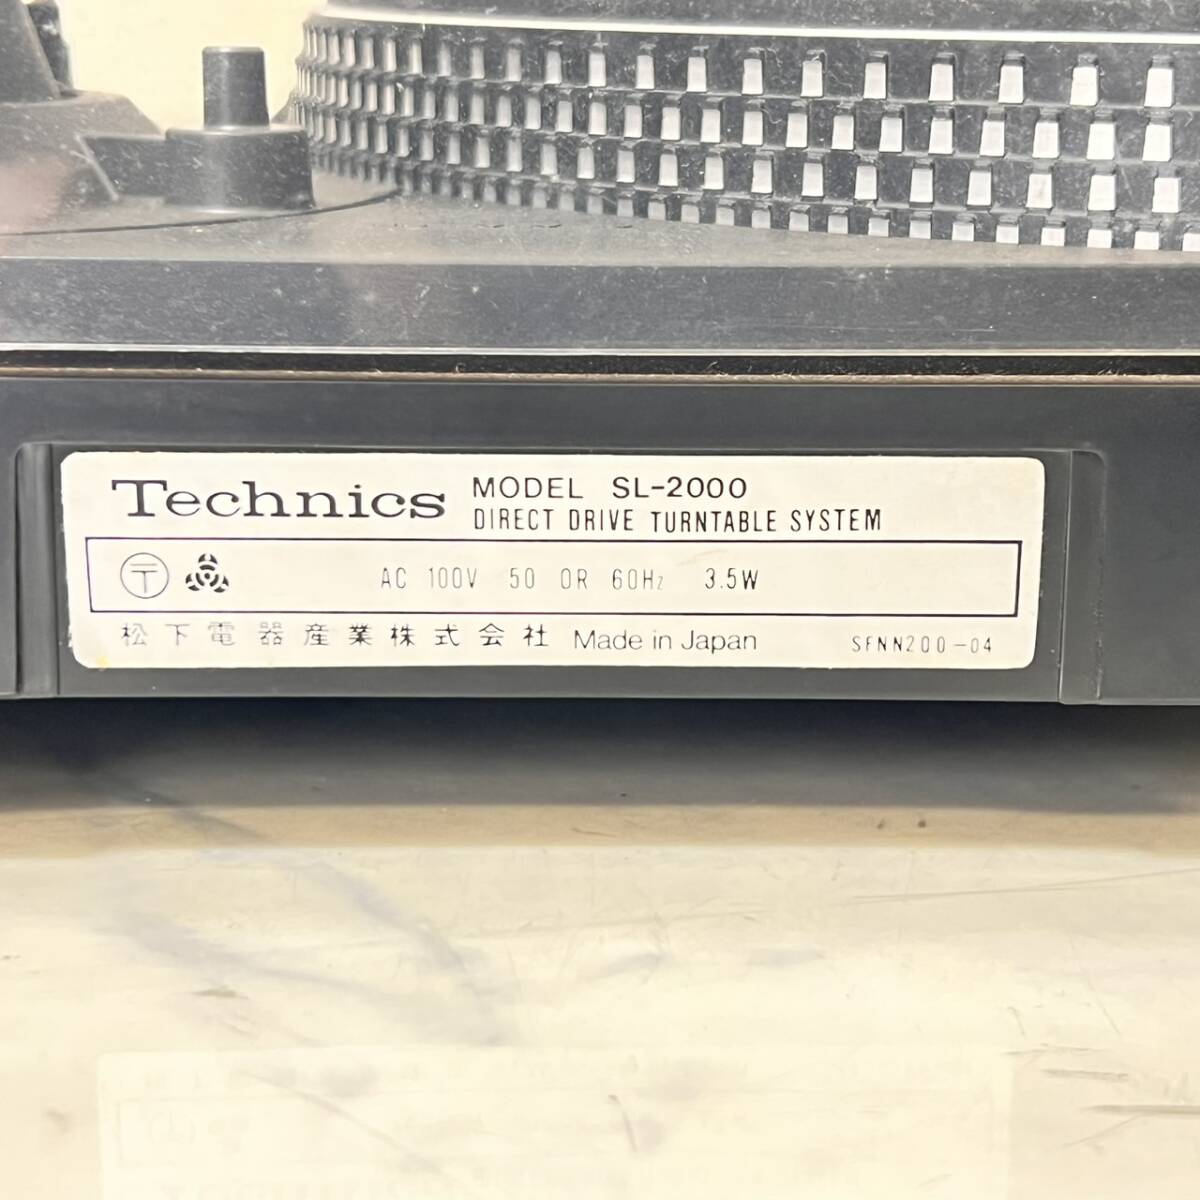 Technics MODEL SL-2000
DIRECT DRIVE TURNTABLE SYSTEM
〒 AC 100V 50 OR 60Hz 3.5W
松下電器産業株式会社 Made in Japan SFNN200-04